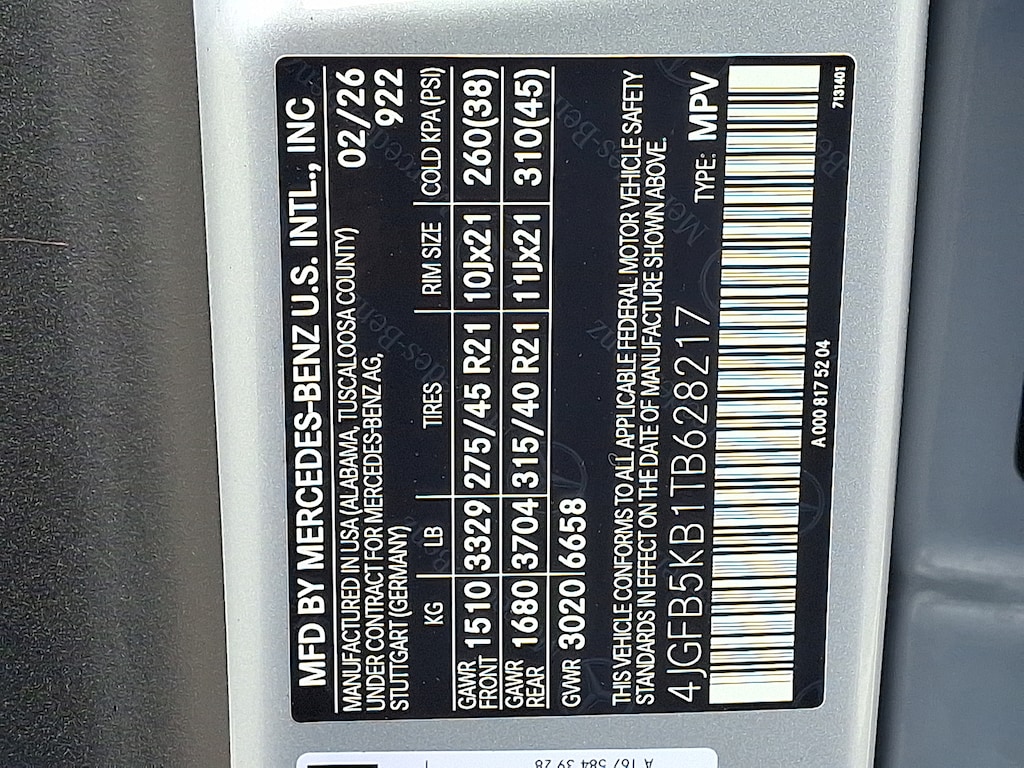 MFD BY MERCEDES-BENZ U.S. INTL., INC
MANUFACTURED IN USA (ALABAMA, TUSCALOOSA COUNTY) 02/26
UNDER CONTRACT FOR MERCEDES-BENZ AG, 922
STUTTGART (GERMANY)
KG LB TIRES RIM SIZE COLD KPA (PSI)
GAWR FRONT 1510 3329 275/45 R21 10Jx21 260(38)
GAWR REAR 1680 3704 315/40 R21 11Jx21 310(45)
GVWR 3020 6658
THIS VEHICLE CONFORMS TO ALL APPLICABLE FEDERAL MOTOR VEHICLE SAFETY
STANDARDS IN EFFECT ON THE DATE OF MANUFACTURE SHOWN ABOVE.
4JGFB5KB1TB628217 TYPE: MPV
A 000 817 52 04 7131401
A 167 584 39 28